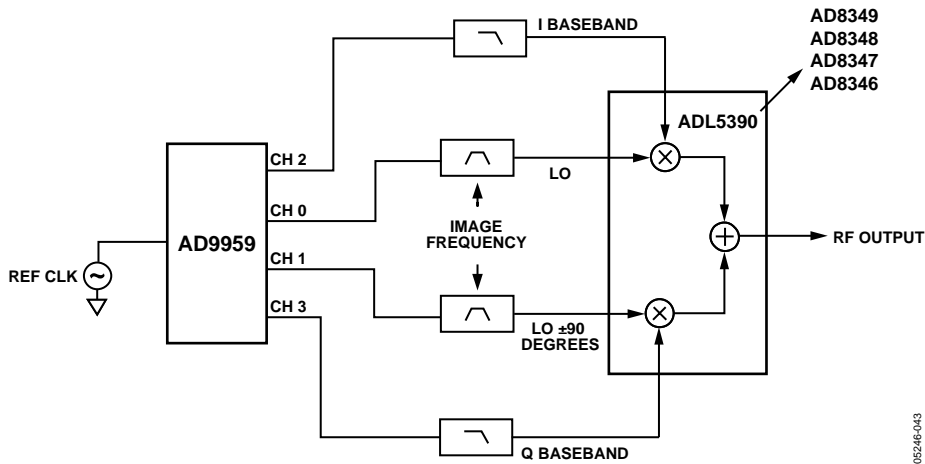 AD8349
AD8348
AD8347
AD8346
I BASEBAND
ADL5390
CH 2
LO
CH 0
IMAGE
FREQUENCY
AD9959
RF OUTPUT
REF CLK
CH 1
CH 3
LO ±90
DEGREES
Q BASEBAND
05246-043